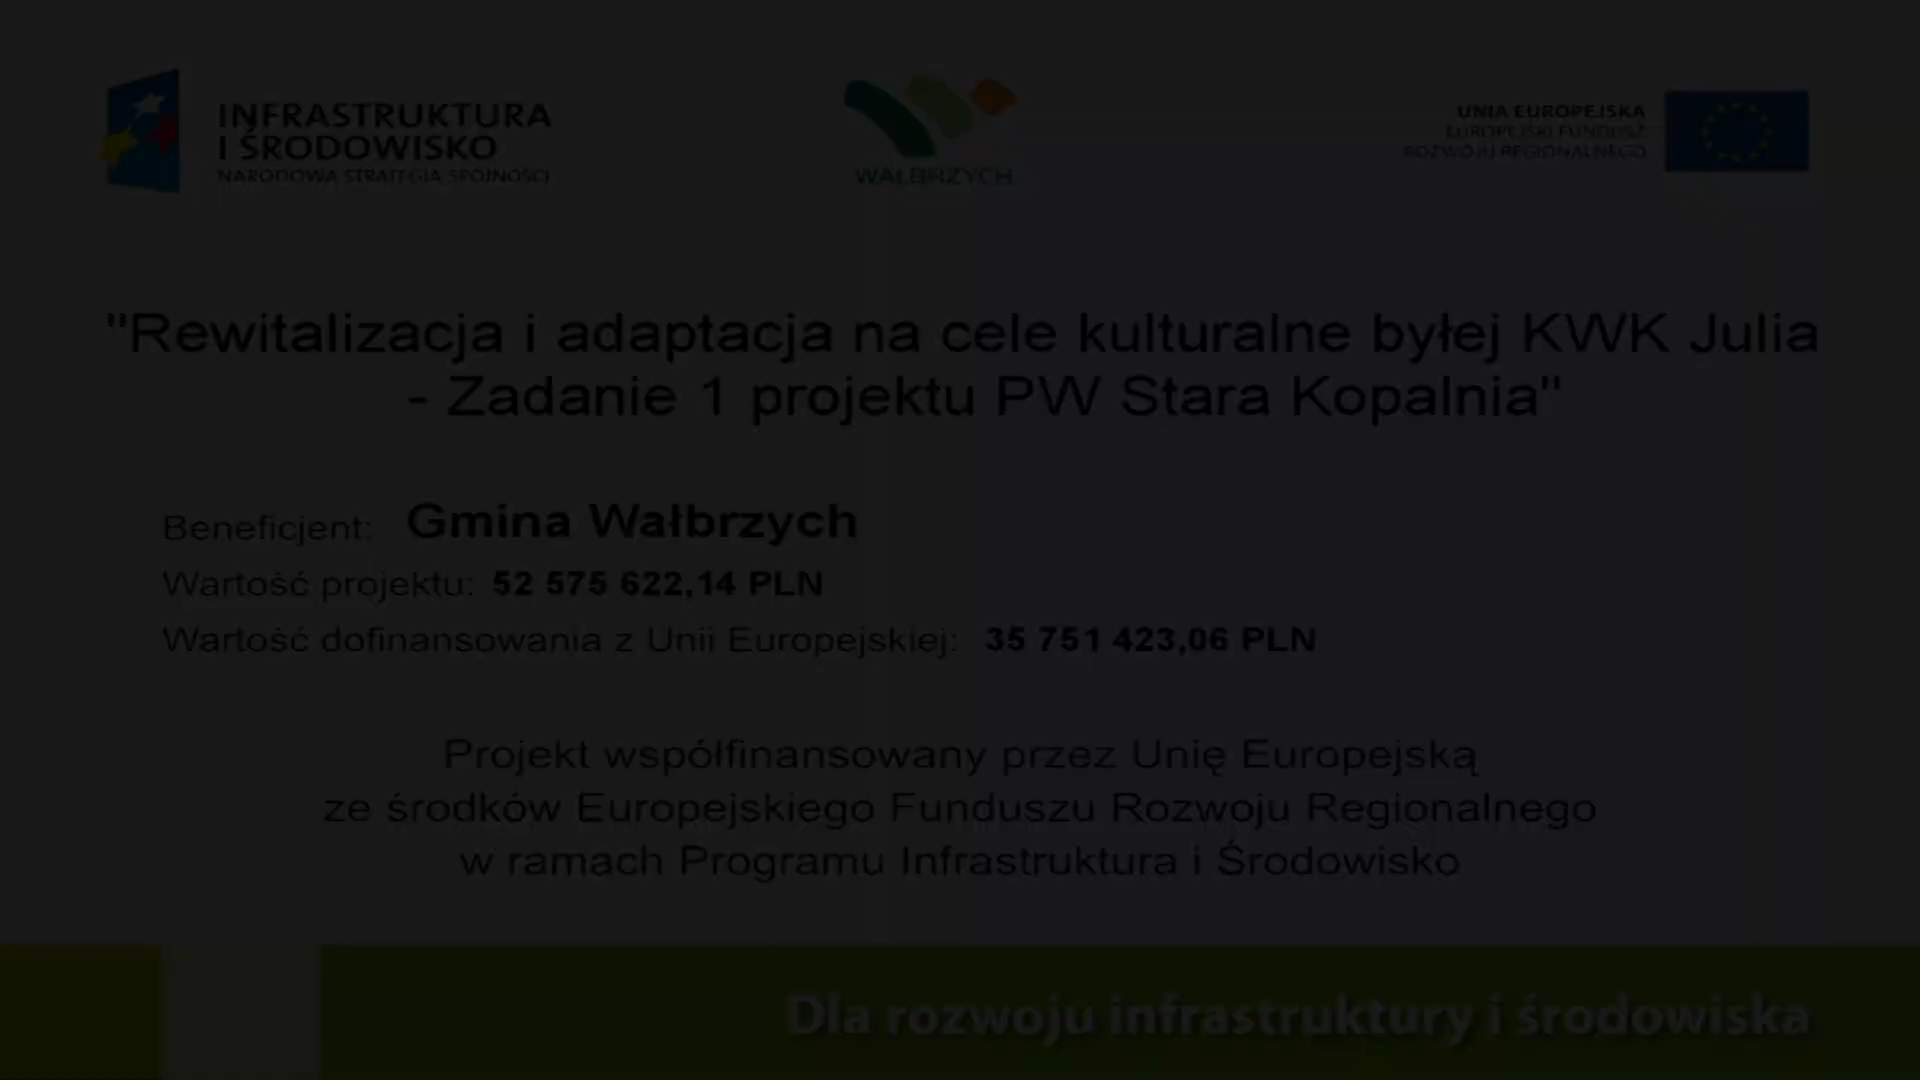 INFRASTRUKTURA
I ŚRODOWISKO
NARODOWA STRATEGIA SPÓJNOŚCI
WAŁBRZYCH
UNIA EUROPEJSKA
EUROPEJSKI FUNDUSZ
ROZWOJU REGIONALNEGO
"Rewitalizacja i adaptacja na cele kulturalne byłej KWK Julia
- Zadanie 1 projektu PW Stara Kopalnia"
Beneficjent: Gmina Wałbrzych
Wartość projektu: 52 575 622,14 PLN
Wartość dofinansowania z Unii Europejskiej: 35 751 423,06 PLN
Projekt współfinansowany przez Unię Europejską
ze środków Europejskiego Funduszu Rozwoju Regionalnego
w ramach Programu Infrastruktura i Środowisko
Dla rozwoju infrastruktury i środowiska